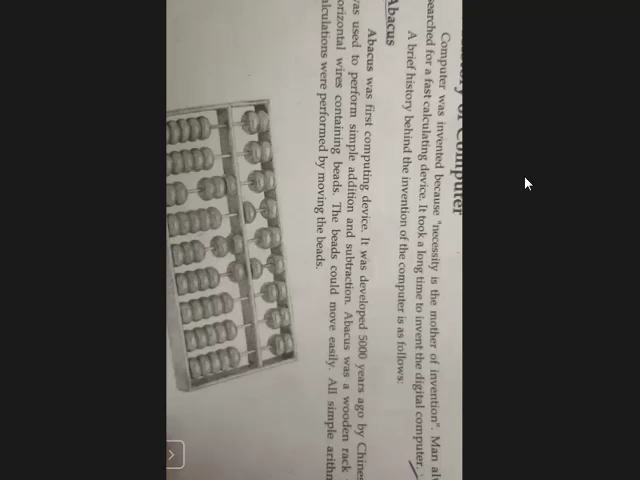 History of Computer
Computer was invented because "necessity is the mother of invention". Man al
searched for a fast calculating device. It took a long time to invent the digital computer.
A brief history behind the invention of the computer is as follows:
Abacus
Abacus was first computing device. It was developed 5000 years ago by Chines
was used to perform simple addition and subtraction. Abacus was a wooden rack
horizontal wires containing beads. The beads could move easily. All simple arithm
calculations were performed by moving the beads.